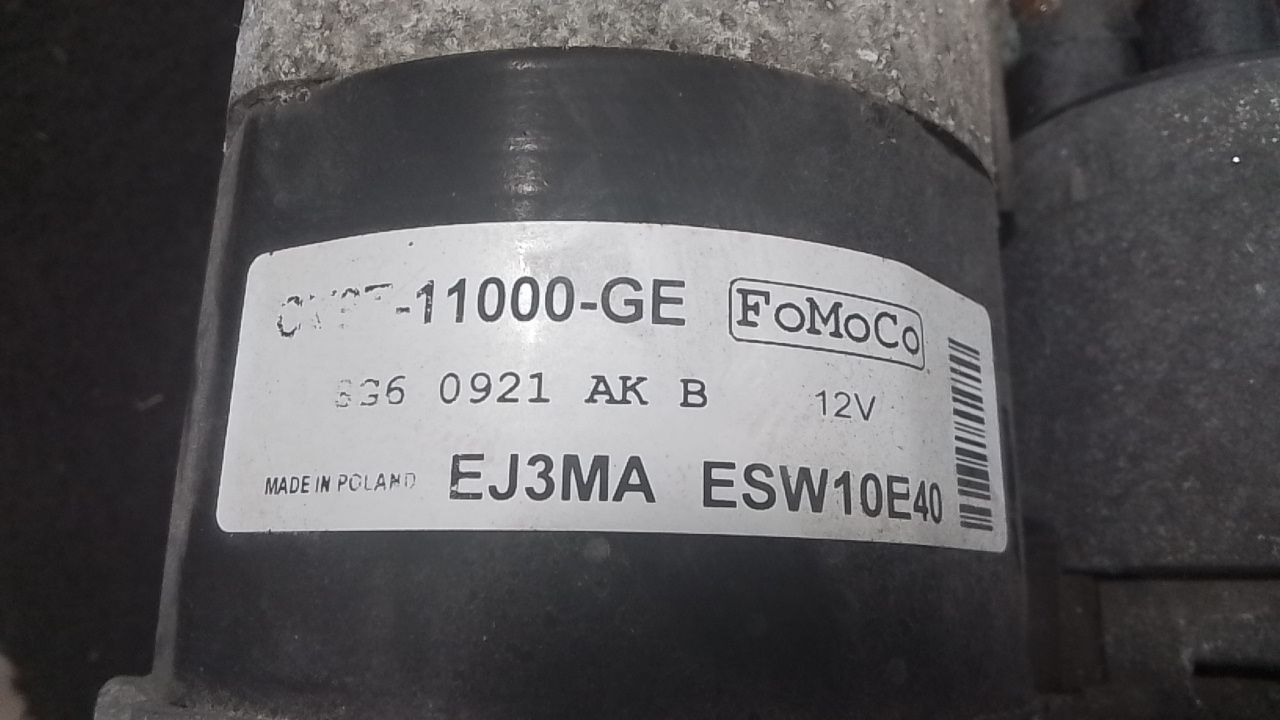 -11000-GE FoMoCo
0921 AK B 12V
MADE IN POLAND EJ3MA ESW10E40